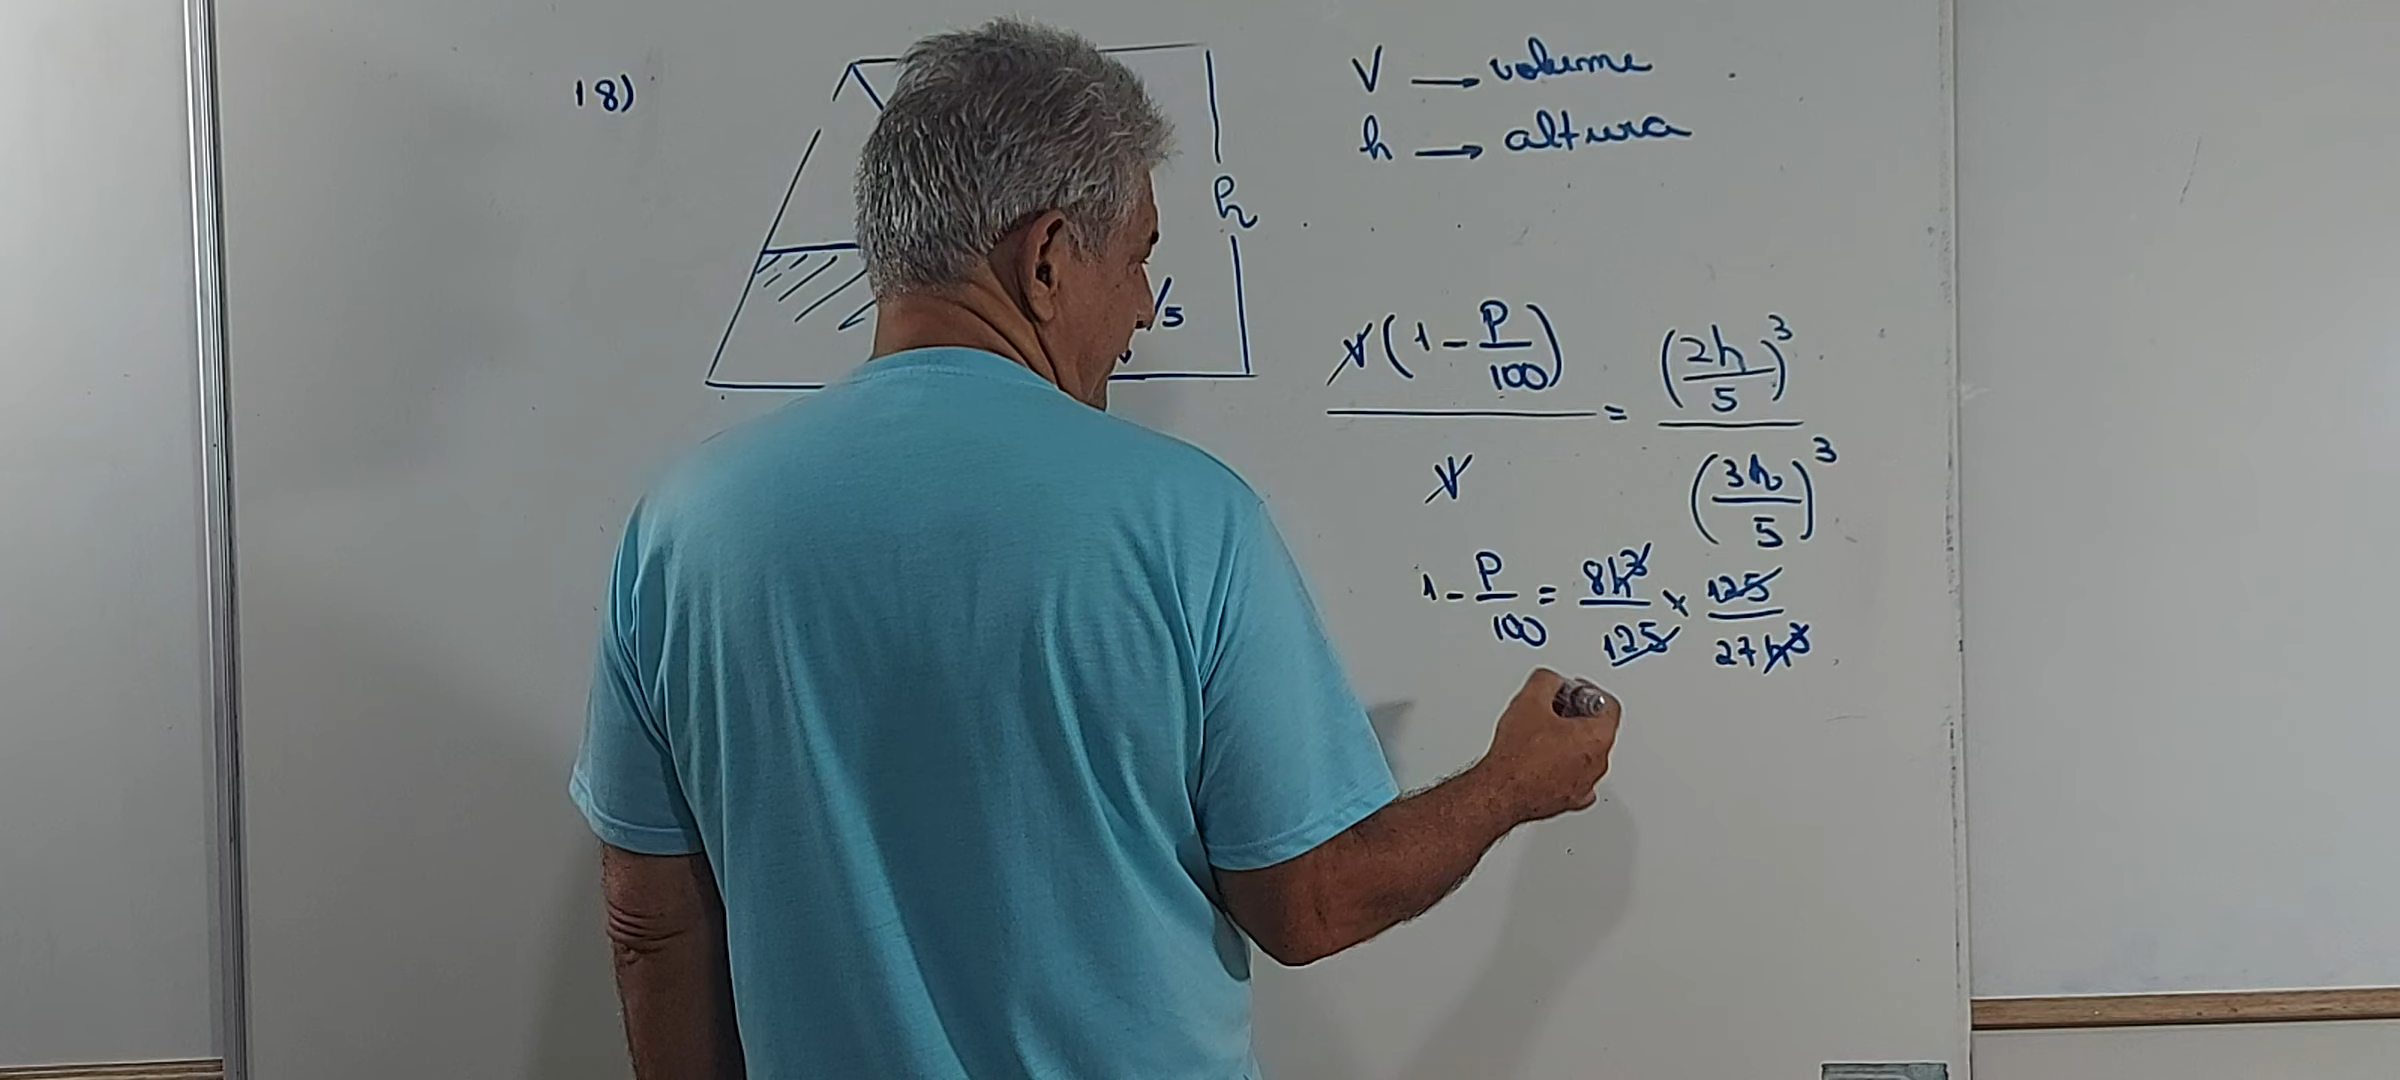 18)
V → volume
h → altura
h
/5
V(1 - P/100) / V = (2h/5)³ / (3h/5)³
1 - P/100 = 8h³/125 × 125/27h³